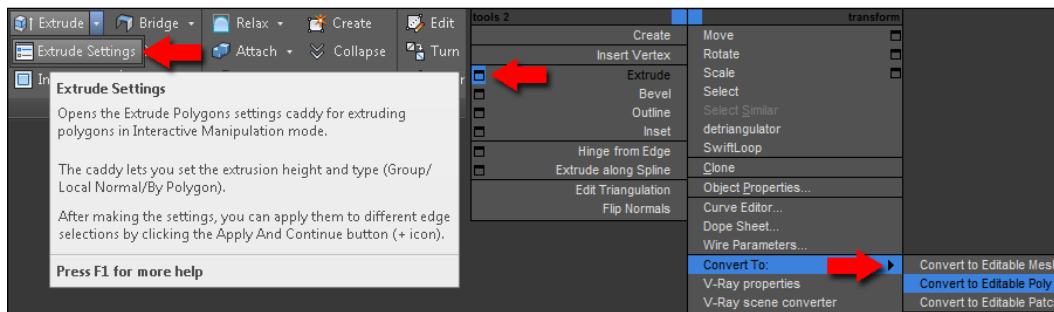 Extrude
Bridge
Relax
Create
Edit
Extrude Settings
Attach
Collapse
Turn
In
Extrude Settings
Opens the Extrude Polygons settings caddy for extruding
polygons in Interactive Manipulation mode.
The caddy lets you set the extrusion height and type (Group/
Local Normal/By Polygon).
After making the settings, you can apply them to different edge
selections by clicking the Apply And Continue button (+ icon).
Press F1 for more help
tools 2
Create
Insert Vertex
Extrude
Bevel
Outline
Inset
Hinge from Edge
Extrude along Spline
Edit Triangulation
Flip Normals
transform
Move
Rotate
Scale
Select
Select Similar
detriangulator
SwiftLoop
Clone
Object Properties...
Curve Editor...
Dope Sheet...
Wire Parameters...
Convert To:
V-Ray properties
V-Ray scene converter
Convert to Editable Mesh
Convert to Editable Poly
Convert to Editable Patc